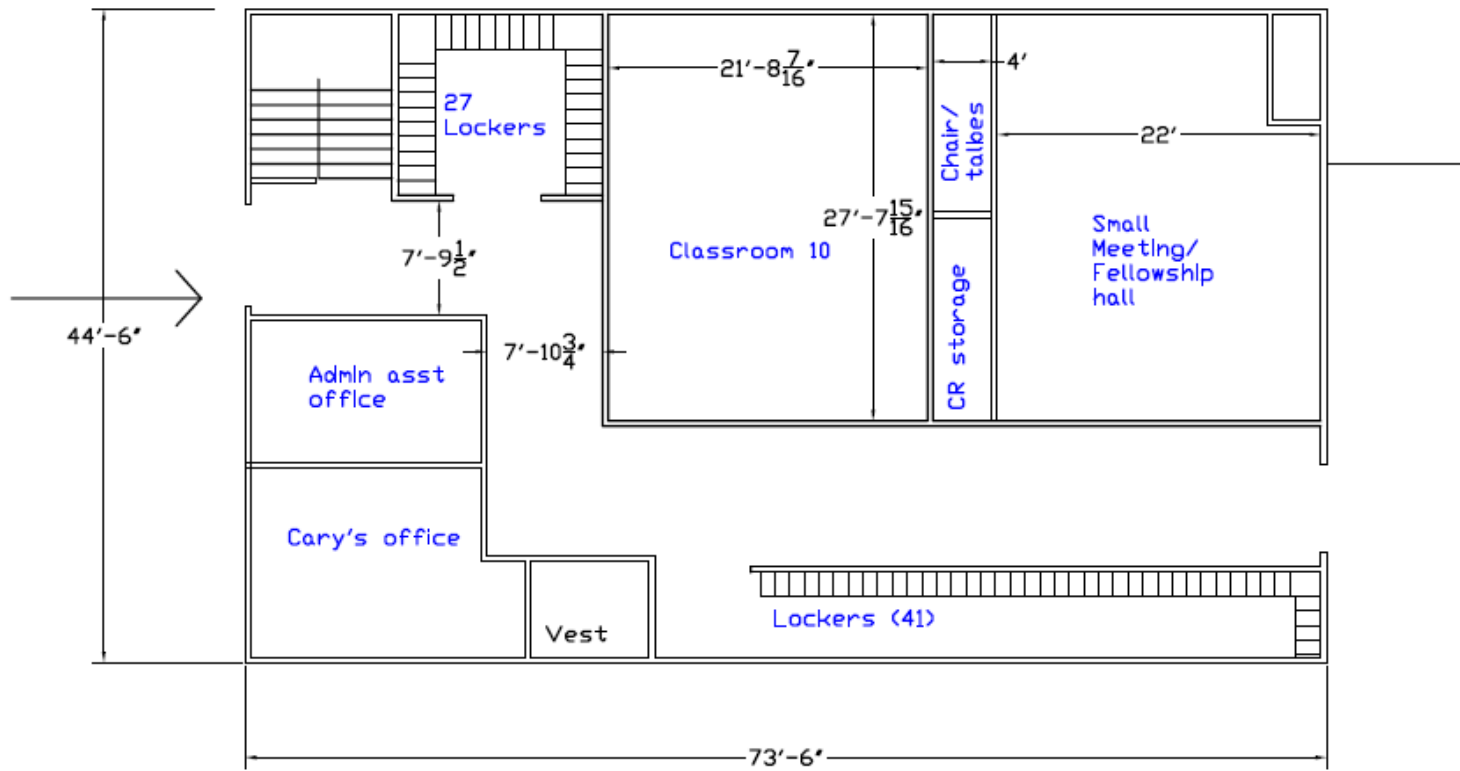 27
Lockers
21'-8 7/16"
4'
Chair/
talbes
22'
7'-9 1/2"
27'-7 15/16"
Classroom 10
Small
Meeting/
Fellowship
hall
44'-6"
7'-10 3/4"
CR storage
Admin asst
office
Cary's office
Vest
Lockers (41)
73'-6"